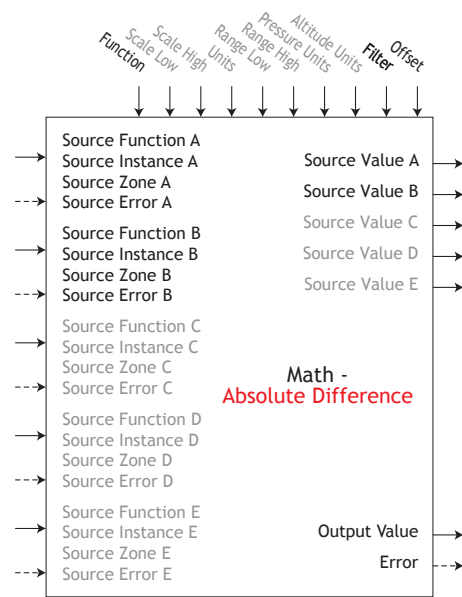 Function
Scale Low
Scale High
Units
Range Low
Range High
Pressure Units
Altitude Units
Filter
Offset
Source Function A
Source Instance A
Source Zone A
Source Error A
Source Function B
Source Instance B
Source Zone B
Source Error B
Source Function C
Source Instance C
Source Zone C
Source Error C
Source Function D
Source Instance D
Source Zone D
Source Error D
Source Function E
Source Instance E
Source Zone E
Source Error E
Source Value A
Source Value B
Source Value C
Source Value D
Source Value E
Math -
Absolute Difference
Output Value
Error